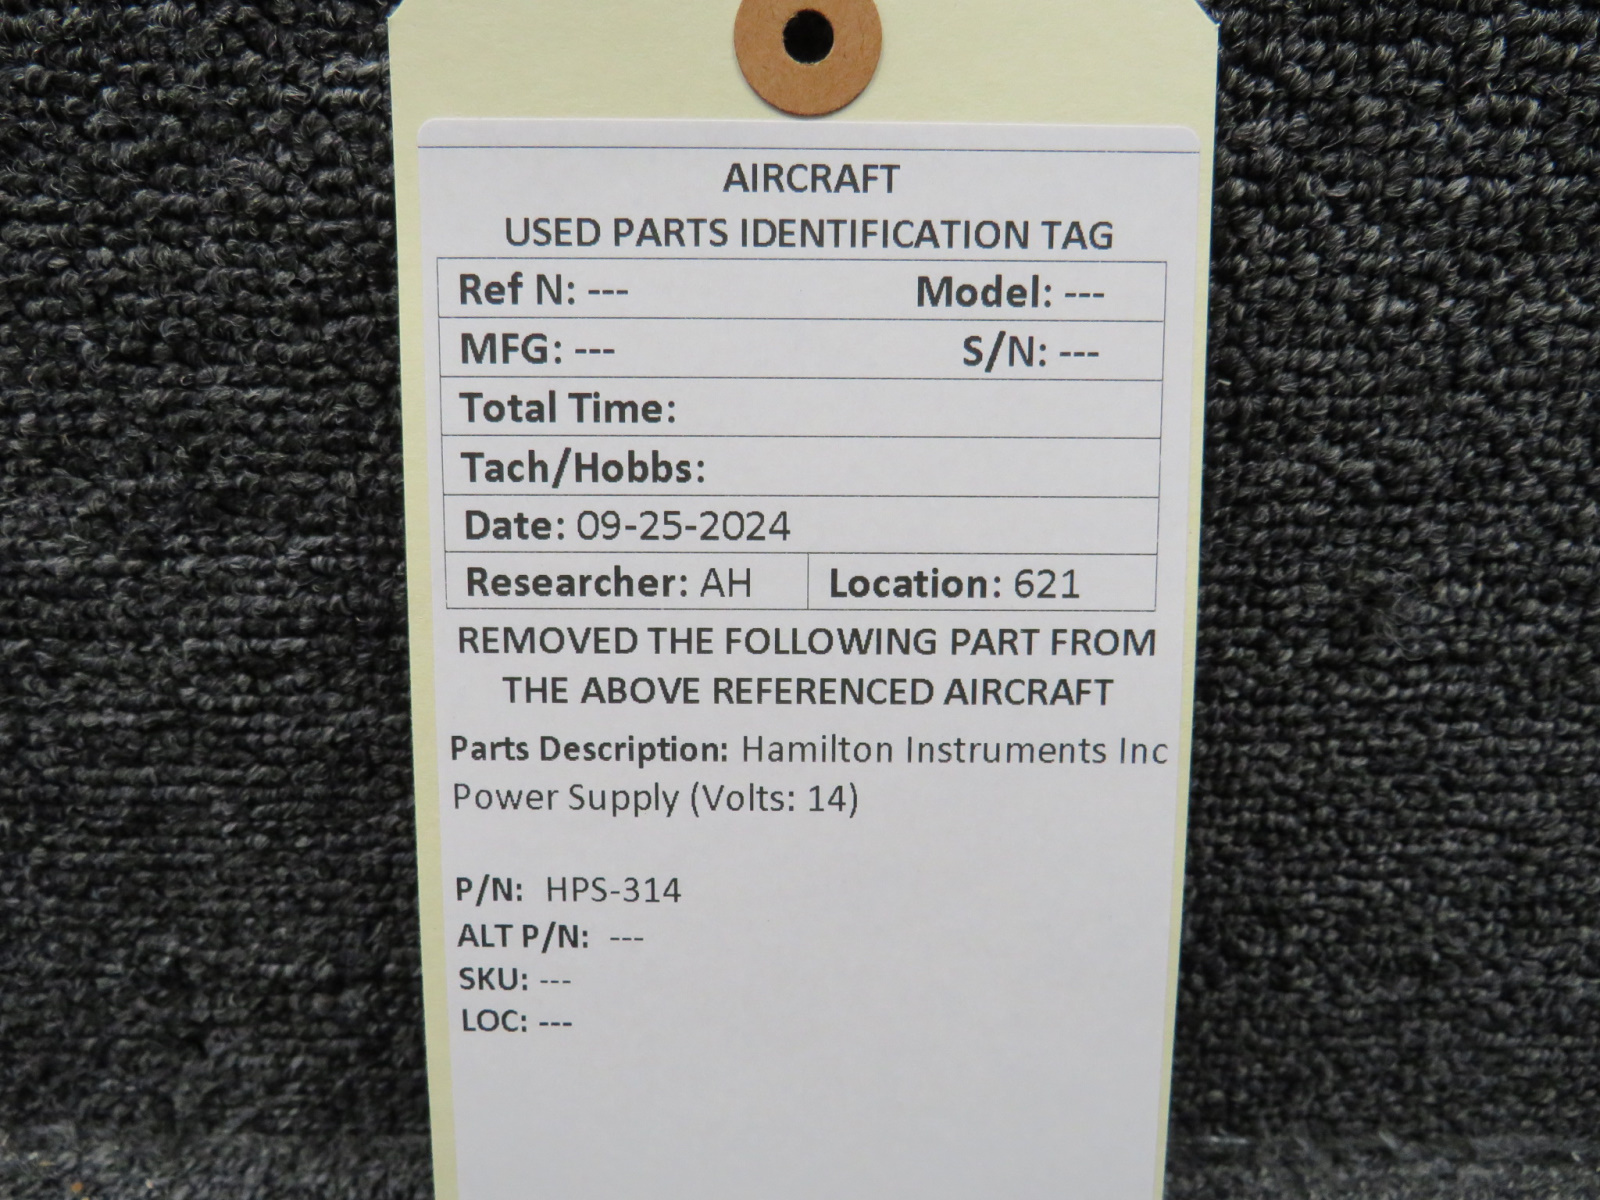 AIRCRAFT
USED PARTS IDENTIFICATION TAG
Ref N: --- Model: ---
MFG: --- S/N: ---
Total Time:
Tach/Hobbs:
Date: 09-25-2024
Researcher: AH Location: 621
REMOVED THE FOLLOWING PART FROM
THE ABOVE REFERENCED AIRCRAFT
Parts Description: Hamilton Instruments Inc
Power Supply (Volts: 14)
P/N: HPS-314
ALT P/N: ---
SKU: ---
LOC: ---